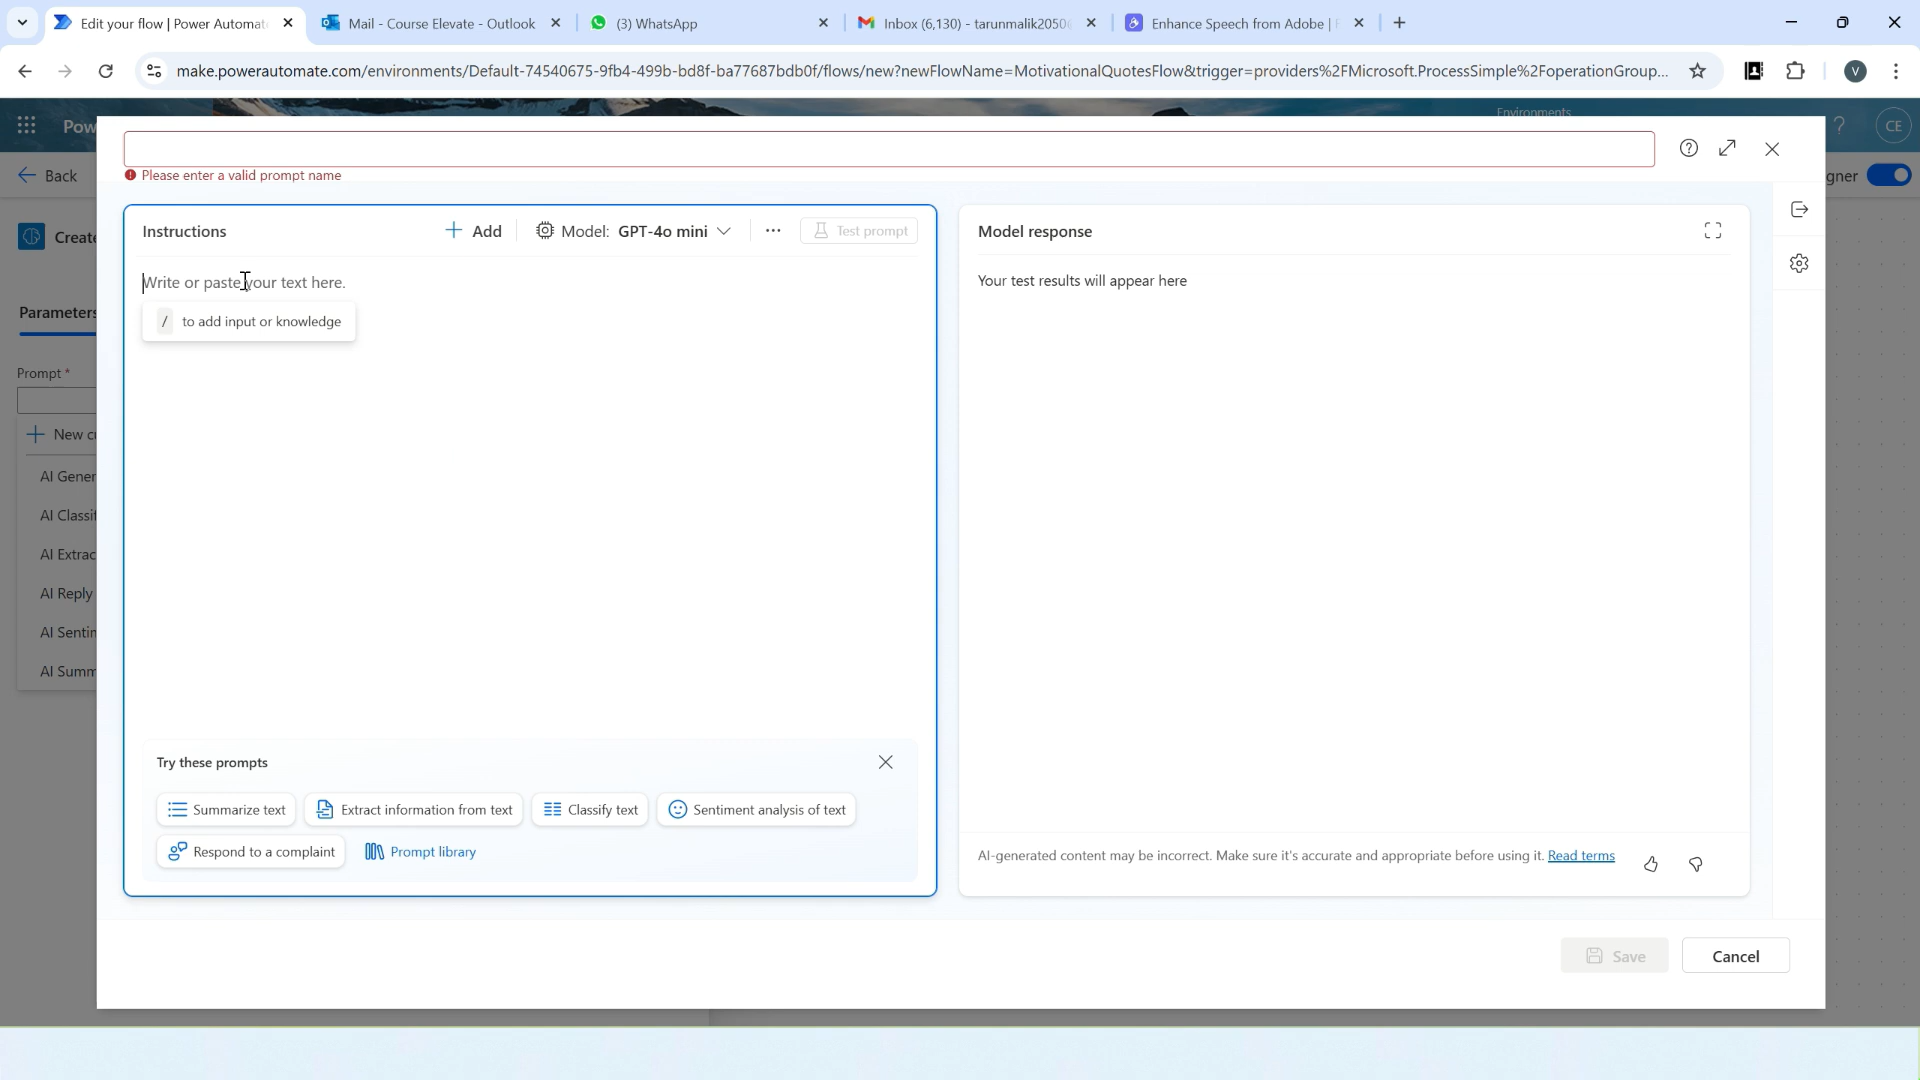 Edit your flow | Power Automat
Mail - Course Elevate - Outlook
(3) WhatsApp
Inbox (6,130) - tarunmalik2050
Enhance Speech from Adobe |
make.powerautomate.com/environments/Default-74540675-9fb4-499b-bd8f-ba77687bdb0f/flows/new?newFlowName=MotivationalQuotesFlow&trigger=providers%2FMicrosoft.ProcessSimple%2FoperationGroup...
V
Environments
Pow
CE
Please enter a valid prompt name
Back
gner
Create
Instructions
Add
Model: GPT-4o mini
Test prompt
Model response
Write or paste your text here.
Your test results will appear here
/ to add input or knowledge
Parameters
Prompt *
New cu
AI Gener
AI Classif
AI Extrac
AI Reply
AI Sentim
AI Summ
Try these prompts
Summarize text
Extract information from text
Classify text
Sentiment analysis of text
Respond to a complaint
Prompt library
AI-generated content may be incorrect. Make sure it's accurate and appropriate before using it. Read terms
Save
Cancel